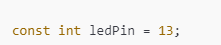 const int ledPin = 13;